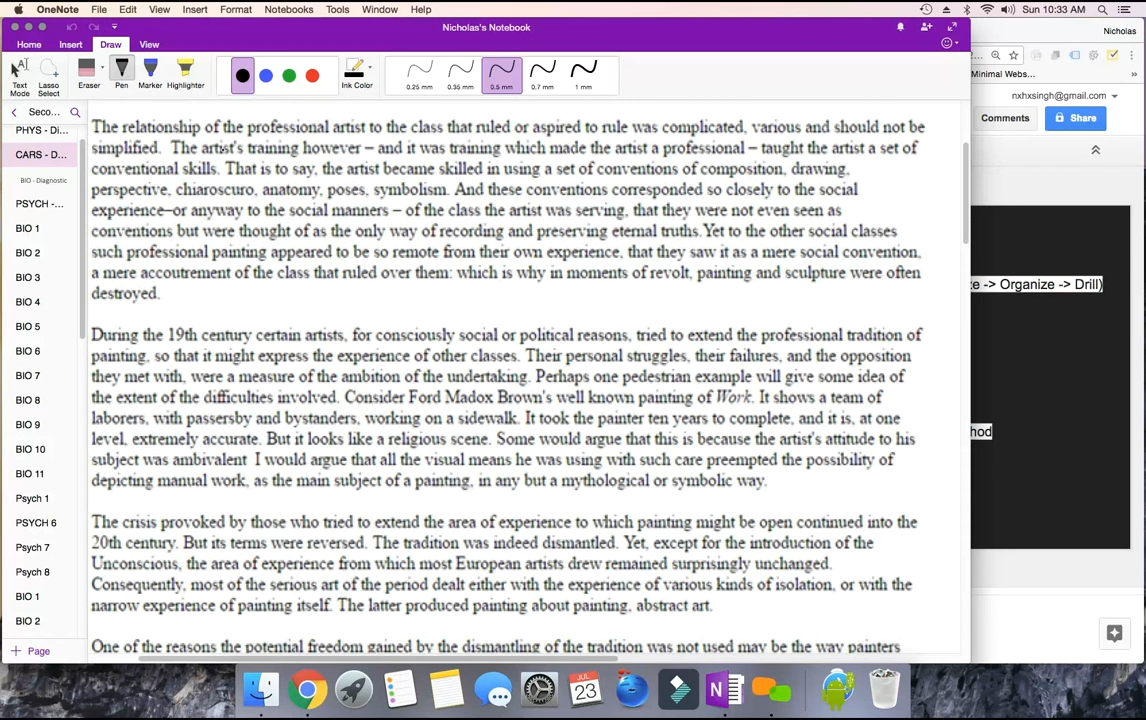 OneNote File Edit View Insert Format Notebooks Tools Window Help Sun 10:33 AM
Nicholas's Notebook
Nicholas
Home Insert Draw View
Text Mode Lasso Select Eraser Pen Marker Highlighter Ink Color 0.25 mm 0.35 mm 0.5 mm 0.7 mm 1 mm
Minimal Webs...
nxhxsingh@gmail.com
Comments Share
Seco...
PHYS - Di...
CARS - D...
BIO - Diagnostic
PSYCH -...
BIO 1
BIO 2
BIO 3
BIO 4
BIO 5
BIO 6
BIO 7
BIO 8
BIO 9
BIO 10
BIO 11
Psych 1
PSYCH 6
Psych 7
Psych 8
BIO 1
BIO 2
+ Page
The relationship of the professional artist to the class that ruled or aspired to rule was complicated, various and should not be
simplified. The artist's training however – and it was training which made the artist a professional – taught the artist a set of
conventional skills. That is to say, the artist became skilled in using a set of conventions of composition, drawing,
perspective, chiaroscuro, anatomy, poses, symbolism. And these conventions corresponded so closely to the social
experience–or anyway to the social manners – of the class the artist was serving, that they were not even seen as
conventions but were thought of as the only way of recording and preserving eternal truths.Yet to the other social classes
such professional painting appeared to be so remote from their own experience, that they saw it as a mere social convention,
a mere accoutrement of the class that ruled over them: which is why in moments of revolt, painting and sculpture were often
destroyed.
During the 19th century certain artists, for consciously social or political reasons, tried to extend the professional tradition of
painting, so that it might express the experience of other classes. Their personal struggles, their failures, and the opposition
they met with, were a measure of the ambition of the undertaking. Perhaps one pedestrian example will give some idea of
the extent of the difficulties involved. Consider Ford Madox Brown's well known painting of Work. It shows a team of
laborers, with passersby and bystanders, working on a sidewalk. It took the painter ten years to complete, and it is, at one
level, extremely accurate. But it looks like a religious scene. Some would argue that this is because the artist's attitude to his
subject was ambivalent I would argue that all the visual means he was using with such care preempted the possibility of
depicting manual work, as the main subject of a painting, in any but a mythological or symbolic way.
The crisis provoked by those who tried to extend the area of experience to which painting might be open continued into the
20th century. But its terms were reversed. The tradition was indeed dismantled. Yet, except for the introduction of the
Unconscious, the area of experience from which most European artists drew remained surprisingly unchanged.
Consequently, most of the serious art of the period dealt either with the experience of various kinds of isolation, or with the
narrow experience of painting itself. The latter produced painting about painting, abstract art.
One of the reasons the potential freedom gained by the dismantling of the tradition was not used may be the way painters
ze -> Organize -> Drill)
hod
JUL
23